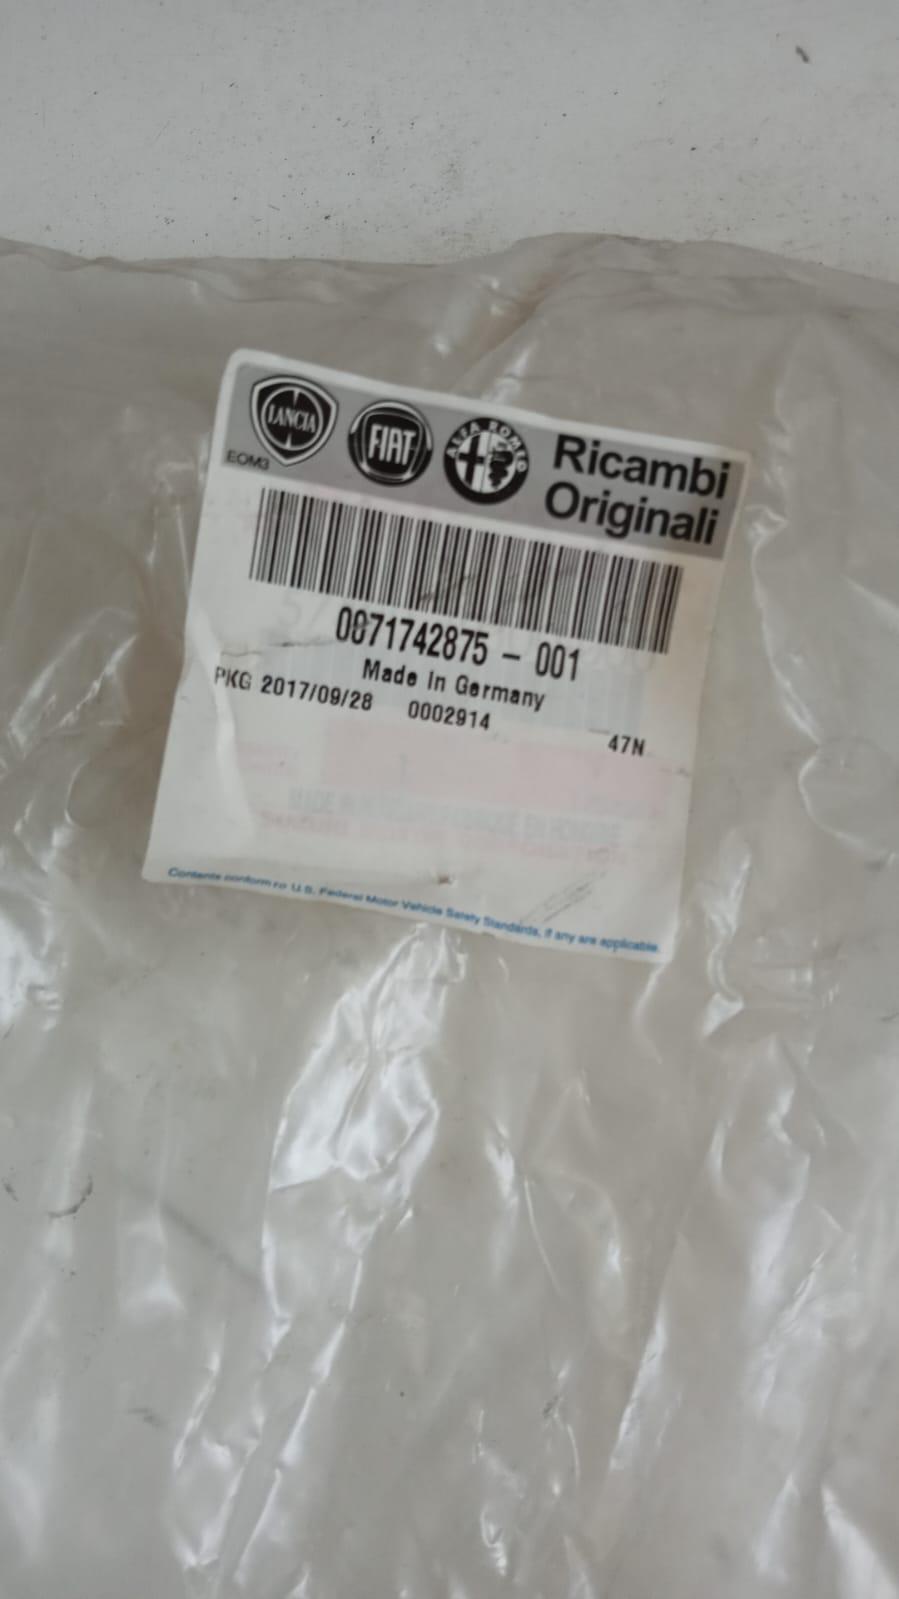 LANCIA
FIAT
ALFA ROMEO
Ricambi
Originali
EOM3
0071742875 - 001
Made In Germany
PKG 2017/09/28 0002914
47N
Contents conform to U.S. Federal Motor Vehicle Safety Standards, if any are applicable.